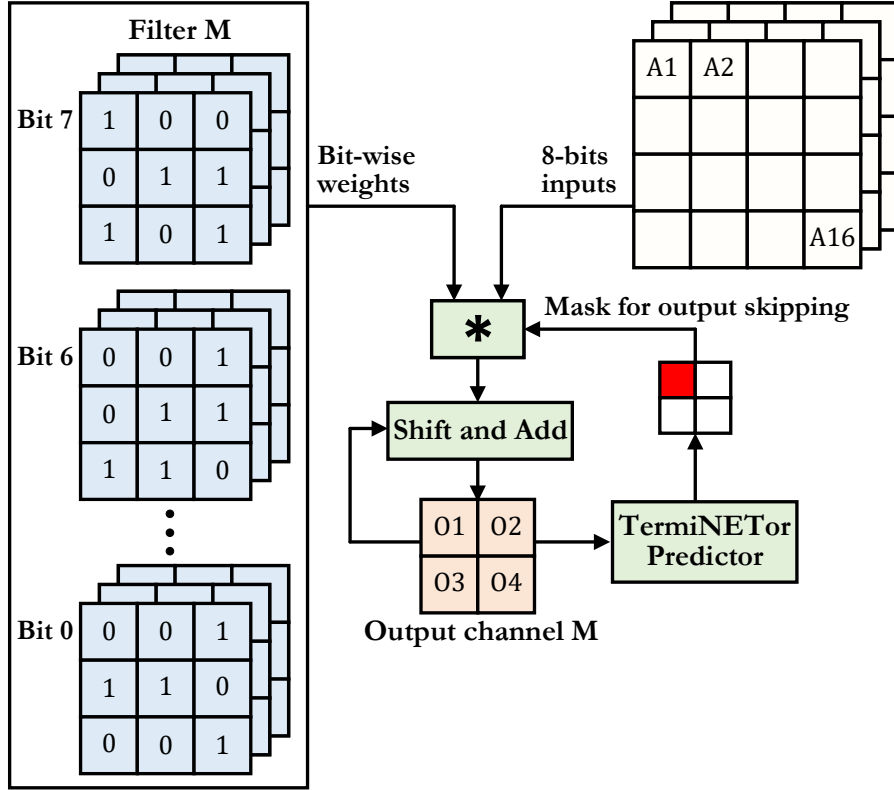 Filter M
Bit 7
1 0 0
0 1 1
1 0 1
Bit 6
0 0 1
0 1 1
1 1 0
Bit 0
0 0 1
1 1 0
0 0 1
Bit-wise
weights
8-bits
inputs
A1 A2
A16
*
Mask for output skipping
Shift and Add
O1 O2
O3 O4
Output channel M
TermiNETor
Predictor